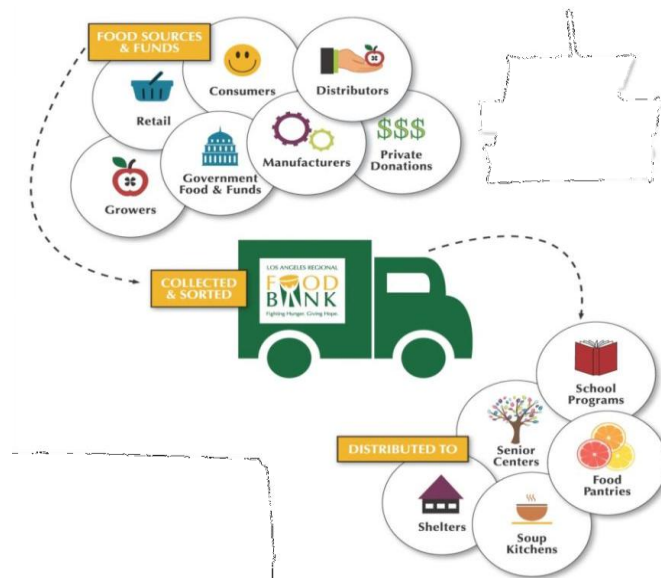 FOOD SOURCES
& FUNDS
Consumers
Distributors
Retail
$$$
Government
Food & Funds
Manufacturers
Private
Donations
Growers
COLLECTED
& SORTED
LOS ANGELES REGIONAL
FOOD
BANK
Fighting Hunger. Giving Hope.
School
Programs
DISTRIBUTED TO
Senior
Centers
Food
Pantries
Shelters
Soup
Kitchens